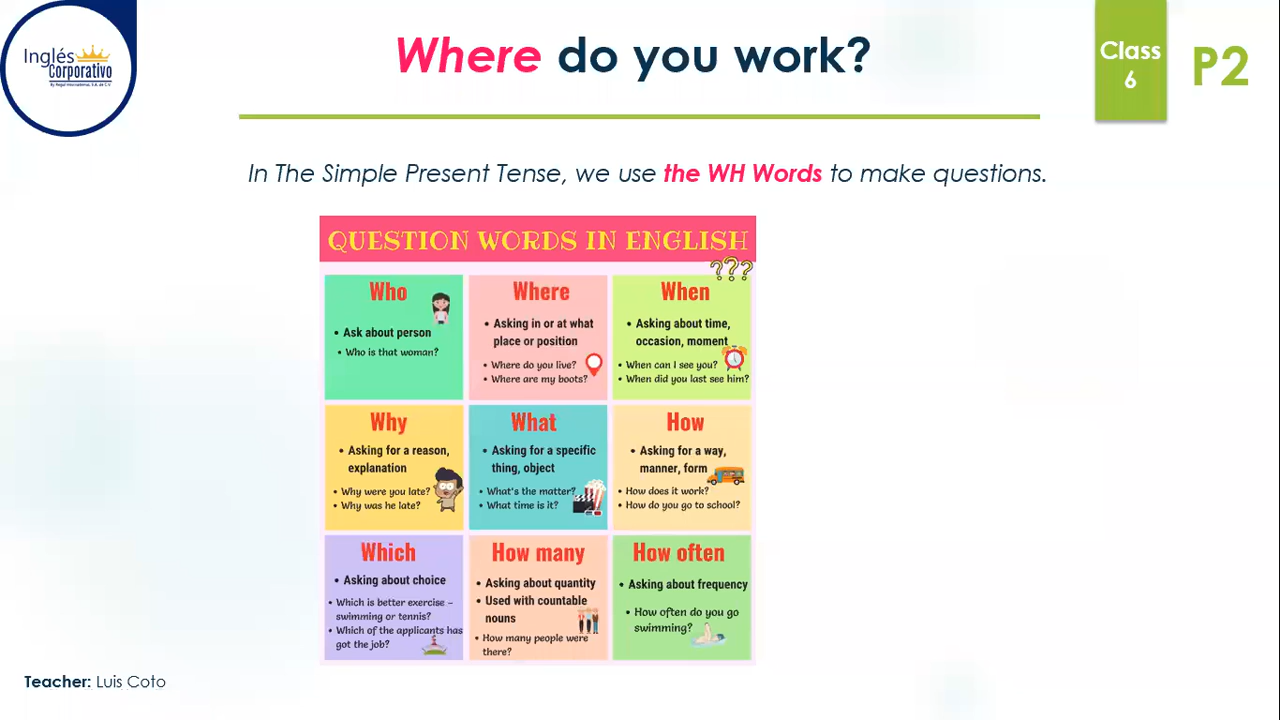 Inglés
Corporativo
Where do you work?
Class
6
P2
In The Simple Present Tense, we use the WH Words to make questions.
QUESTION WORDS IN ENGLISH
???
Who
• Ask about person
• Who is that woman?
Where
• Asking in or at what
place or position
• Where do you live?
• Where are my boots?
When
• Asking about time,
occasion, moment
• When can I see you?
• When did you last see him?
Why
• Asking for a reason,
explanation
• Why were you late?
• Why was he late?
What
• Asking for a specific
thing, object
• What's the matter?
• What time is it?
How
• Asking for a way,
manner, form
• How does it work?
• How do you go to school?
Which
• Asking about choice
• Which is better exercise –
swimming or tennis?
• Which of the applicants has
got the job?
How many
• Asking about quantity
• Used with countable
nouns
• How many people were
there?
How often
• Asking about frequency
• How often do you go
swimming?
Teacher: Luis Coto